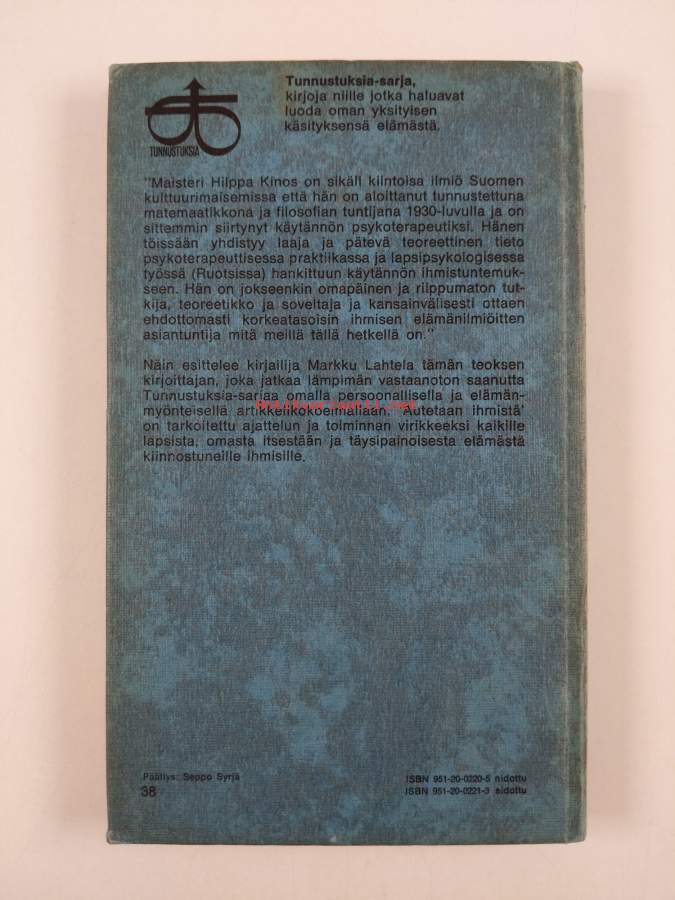 Tunnustuksia-sarja,
kirjoja niille jotka haluavat
luoda oman yksityisen
käsityksensä elämästä.
TUNNUSTUKSIA
"Maisteri Hilppa Kinos on sikäli kiintoisa ilmiö Suomen
kulttuurimaisemissa että hän on aloittanut tunnustettuna
matemaatikkona ja filosofian tuntijana 1930-luvulla ja on
sittemmin siirtynyt käytännön psykoterapeutiksi. Hänen
töissään yhdistyy laaja ja pätevä teoreettinen tieto
psykoterapeuttisessa praktiikassa ja lapsipsykologisessa
työssä (Ruotsissa) hankittuun käytännön ihmistuntemuk-
seen. Hän on jokseenkin omapäinen ja riippumaton tut-
kija, teoreetikko ja soveltaja ja kansainvälisesti ottaen
ehdottomasti korkeatasoisin ihmisen elämänilmiöitten
asiantuntija mitä meillä tällä hetkellä on."
Näin esittelee kirjailija Markku Lahtela tämän teoksen
kirjoittajan, joka jatkaa lämpimän vastaanoton saanutta
Tunnustuksia-sarjaa omalla persoonallisella ja elämän-
myönteisellä artikkelikokoelmallaan. 'Autetaan ihmistä'
on tarkoitettu ajattelun ja toiminnan virikkeeksi kaikille
lapsista, omasta itsestään ja täysipainoisesta elämästä
kiinnostuneille ihmisille.
Antikvariaatti.net
Päällys: Seppo Syrjä
38
ISBN 951-20-0220-5 nidottu
ISBN 951-20-0221-3 sidottu